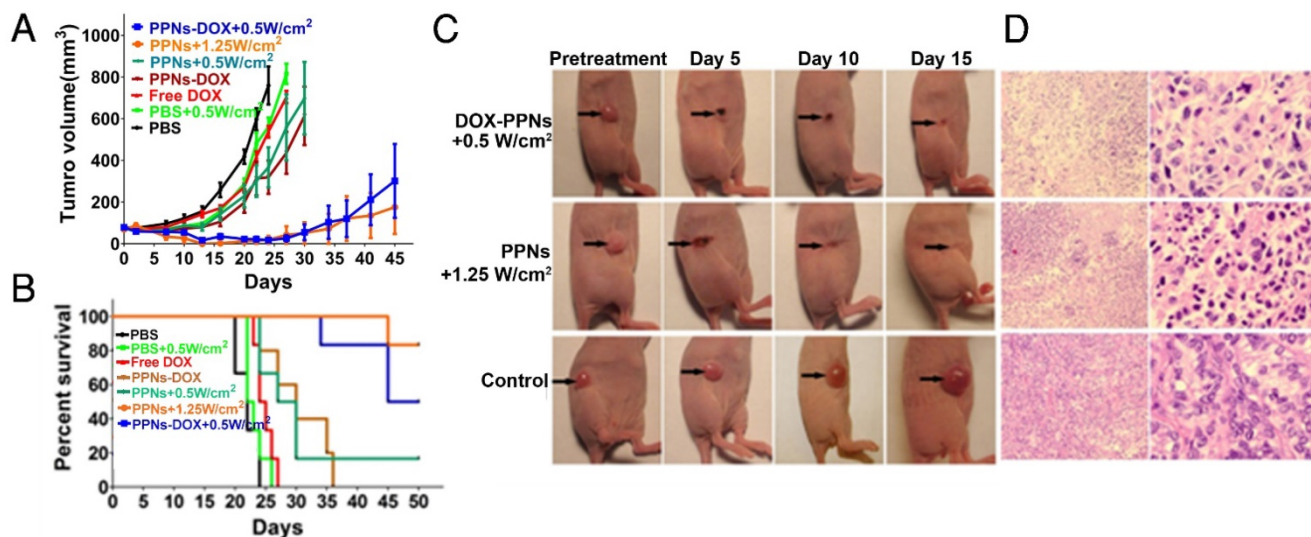 A
Tumro volume(mm³)
1000
800
600
400
200
0
PPNs-DOX+0.5W/cm²
PPNs+1.25W/cm²
PPNs+0.5W/cm²
PPNs-DOX
Free DOX
PBS+0.5W/cm²
PBS
0 5 10 15 20 25 30 35 40 45
Days
B
Percent survival
100
80
60
40
20
0
PBS
PBS+0.5W/cm²
Free DOX
PPNs-DOX
PPNs+0.5W/cm²
PPNs+1.25W/cm²
PPNs-DOX+0.5W/cm²
0 5 10 15 20 25 30 35 40 45 50
Days
C
Pretreatment Day 5 Day 10 Day 15
DOX-PPNs
+0.5 W/cm²
PPNs
+1.25 W/cm²
Control
D